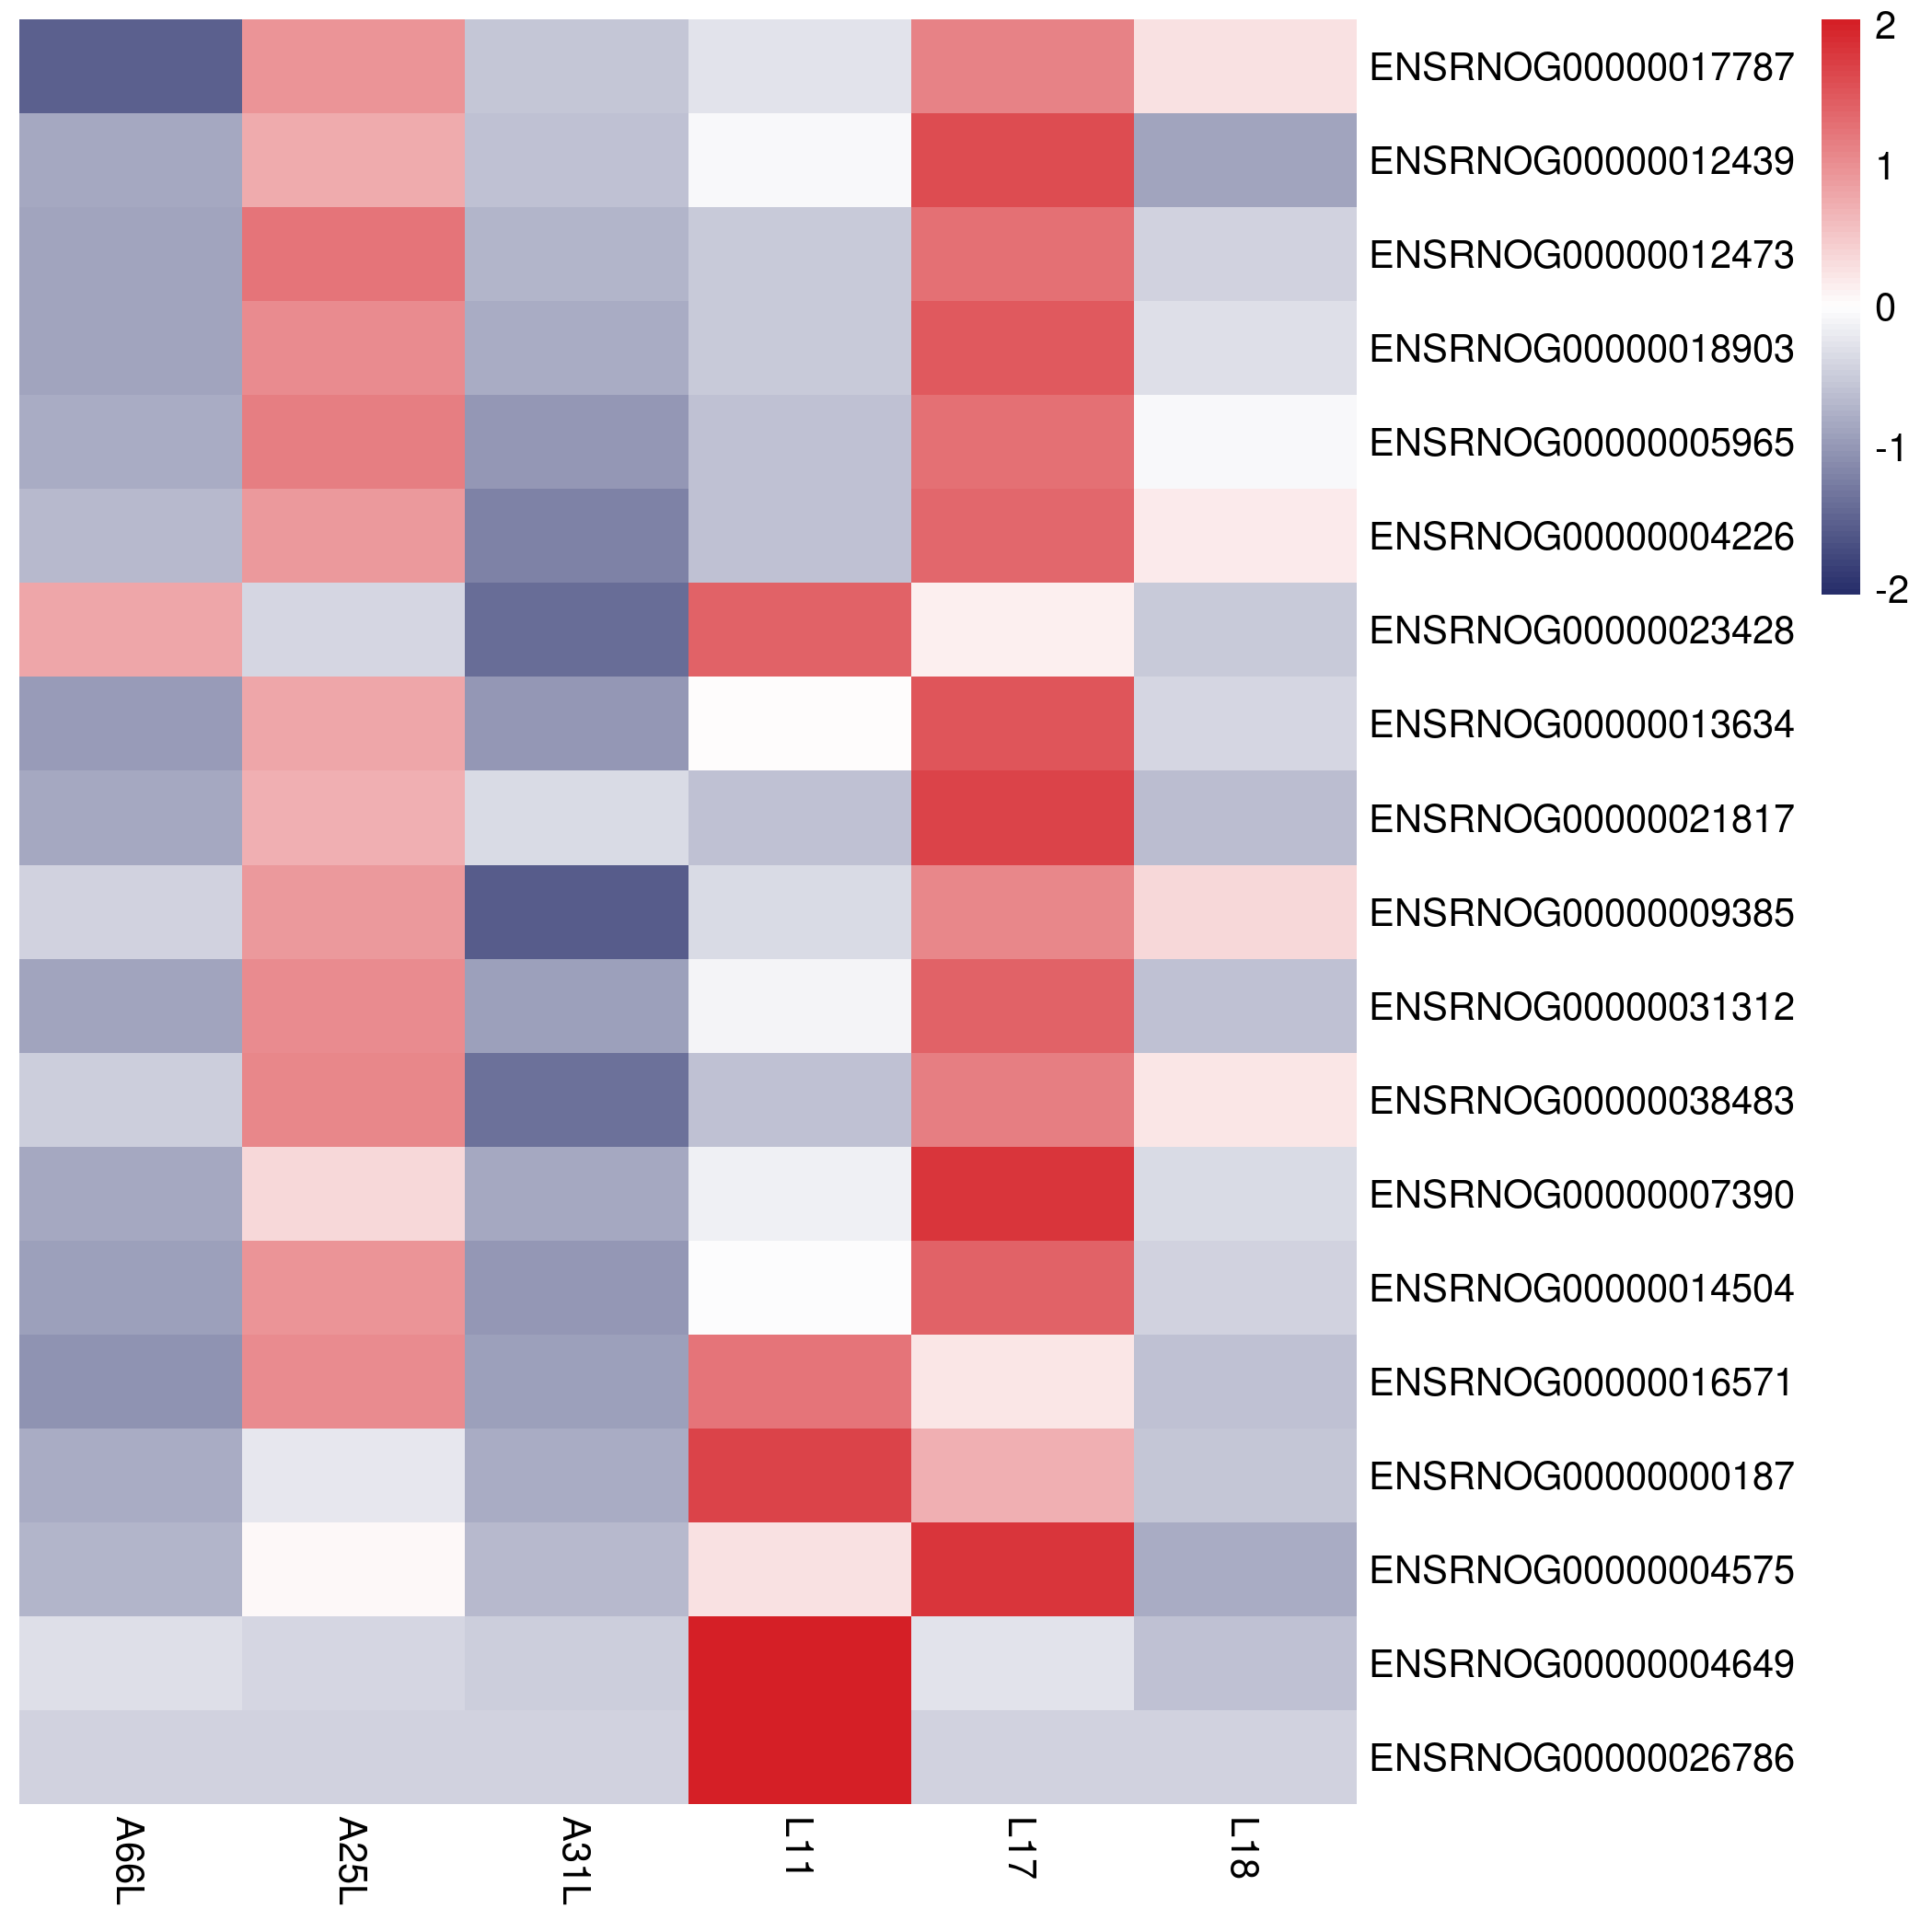 ENSRNOG00000017787
ENSRNOG00000012439
ENSRNOG00000012473
ENSRNOG00000018903
ENSRNOG00000005965
ENSRNOG00000004226
ENSRNOG00000023428
ENSRNOG00000013634
ENSRNOG00000021817
ENSRNOG00000009385
ENSRNOG00000031312
ENSRNOG00000038483
ENSRNOG00000007390
ENSRNOG00000014504
ENSRNOG00000016571
ENSRNOG00000000187
ENSRNOG00000004575
ENSRNOG00000004649
ENSRNOG00000026786
A66L
A25L
A31L
L11
L17
L18
2
1
0
-1
-2